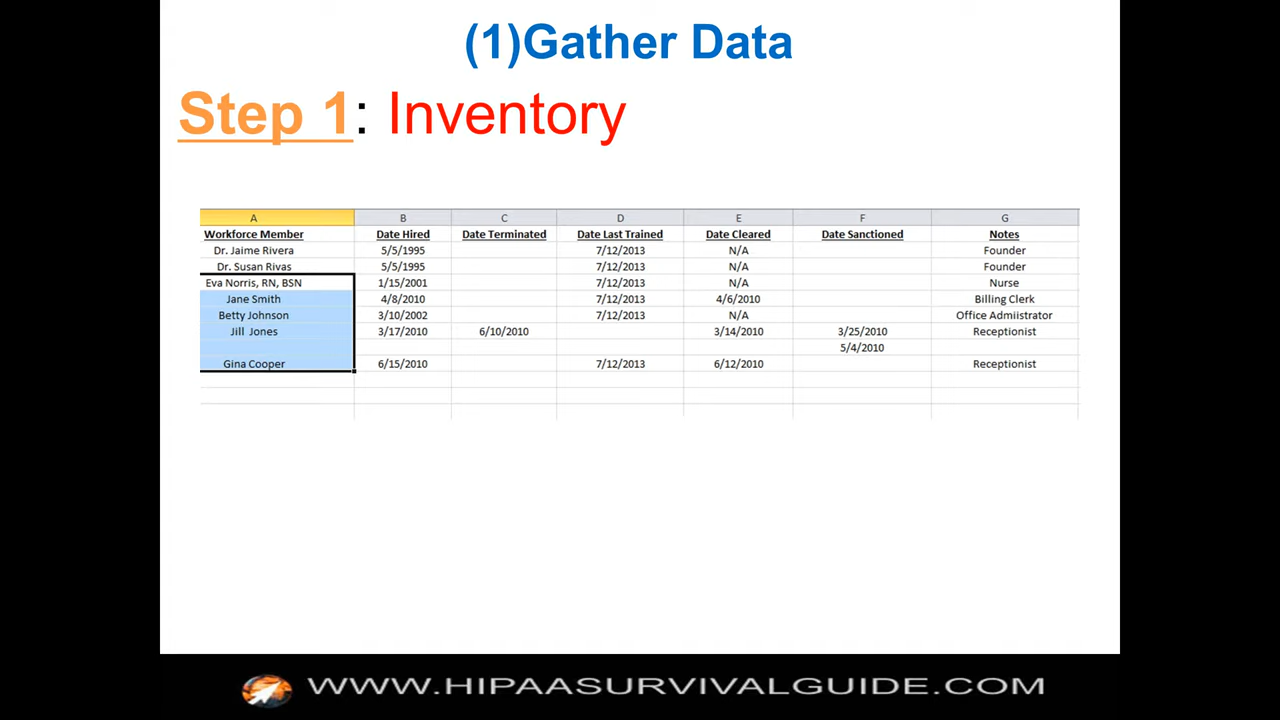 (1)Gather Data
Step 1: Inventory
A B C D E F G
Workforce Member Date Hired Date Terminated Date Last Trained Date Cleared Date Sanctioned Notes
Dr. Jaime Rivera 5/5/1995 7/12/2013 N/A Founder
Dr. Susan Rivas 5/5/1995 7/12/2013 N/A Founder
Eva Norris, RN, BSN 1/15/2001 7/12/2013 N/A Nurse
Jane Smith 4/8/2010 7/12/2013 4/6/2010 Billing Clerk
Betty Johnson 3/10/2002 7/12/2013 N/A Office Admiistrator
Jill Jones 3/17/2010 6/10/2010 3/14/2010 3/25/2010 Receptionist
5/4/2010
Gina Cooper 6/15/2010 7/12/2013 6/12/2010 Receptionist
WWW.HIPAASURVIVALGUIDE.COM